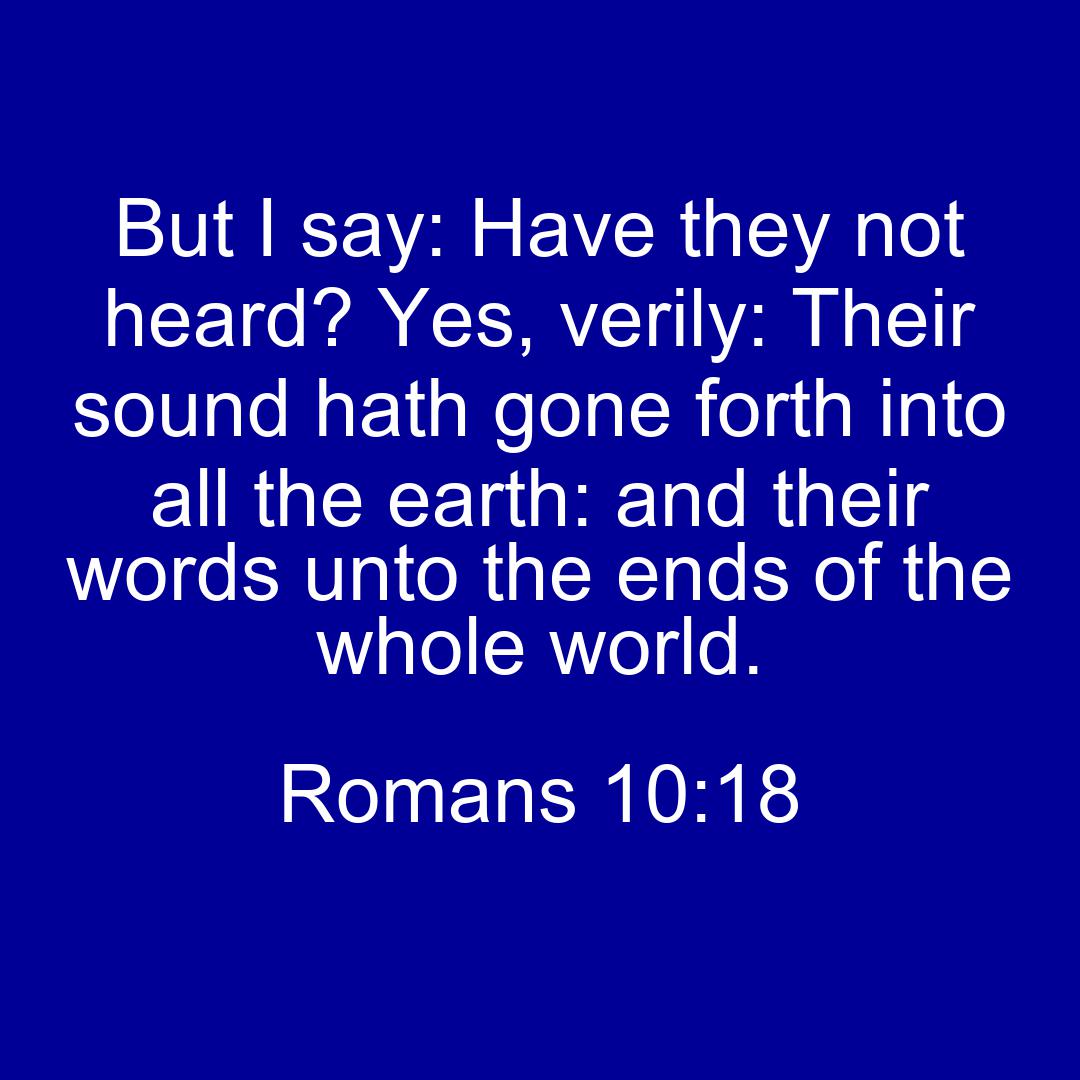 But I say: Have they not
heard? Yes, verily: Their
sound hath gone forth into
all the earth: and their
words unto the ends of the
whole world.
Romans 10:18